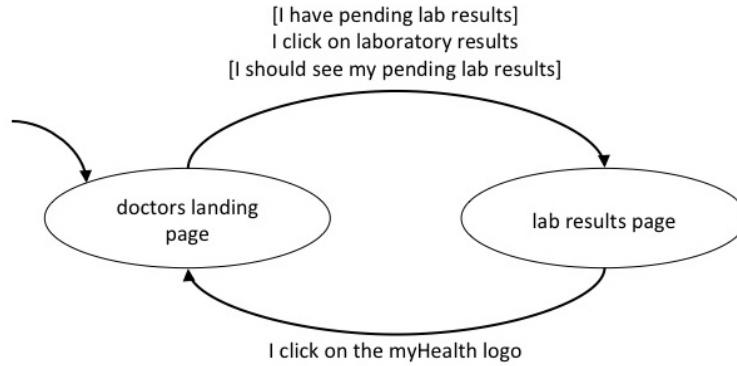 [I have pending lab results]
I click on laboratory results
[I should see my pending lab results]
doctors landing
page
lab results page
I click on the myHealth logo